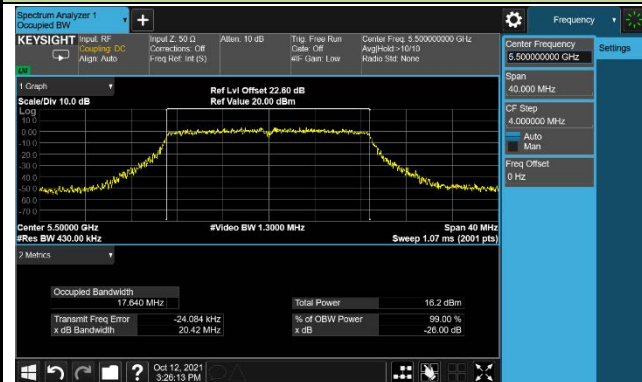 Spectrum Analyzer 1
Occupied BW
+
Frequency
KEYSIGHT
Input: RF
Coupling: DC
Align: Auto
Input Z: 50 Ω
Corrections: Off
Freq Ref: Int (S)
Atten: 10 dB
Trig: Free Run
Gate: Off
#IF Gain: Low
Center Freq: 5.500000000 GHz
Avg|Hold:>10/10
Radio Std: None
Center Frequency
5.500000000 GHz
Settings
Span
40.000 MHz
CF Step
4.000000 MHz
Auto
Man
Freq Offset
0 Hz
1 Graph
Scale/Div 10.0 dB
Ref Lvl Offset 22.60 dB
Ref Value 20.00 dBm
Log
10.0
0.00
-10.0
-20.0
-30.0
-40.0
-50.0
-60.0
-70.0
Center 5.50000 GHz
#Res BW 430.00 kHz
#Video BW 1.3000 MHz
Span 40 MHz
Sweep 1.07 ms (2001 pts)
2 Metrics
Occupied Bandwidth
17.640 MHz
Total Power
16.2 dBm
Transmit Freq Error
-24.084 kHz
% of OBW Power
99.00 %
x dB Bandwidth
20.42 MHz
x dB
-26.00 dB
?
Oct 12, 2021
3:26:13 PM